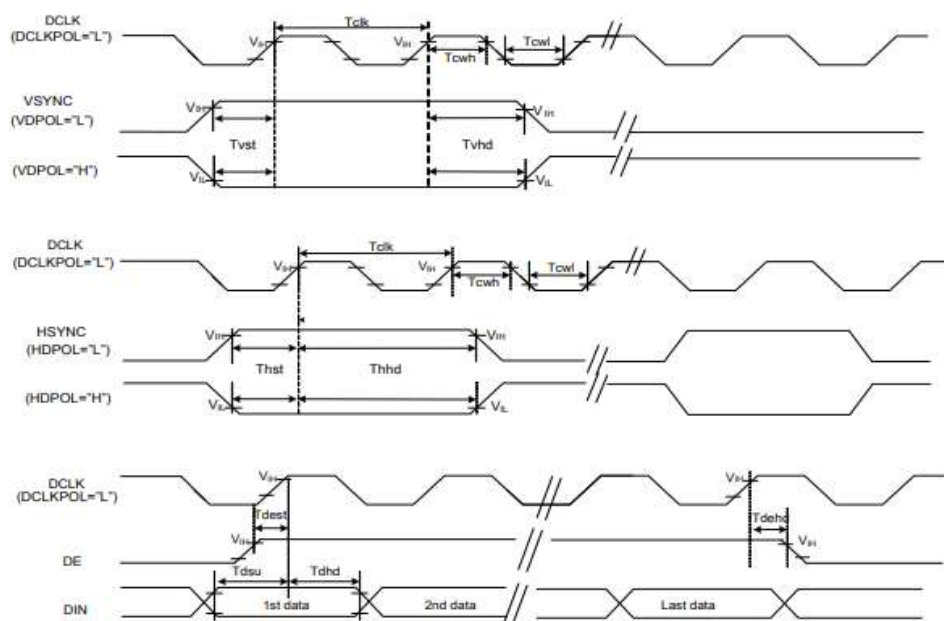 DCLK
(DCLKPOL="L")
VIH
Tclk
VIH
Tcwh
Tcwl
VSYNC
(VDPOL="L")
VIH
VIH
Tvst
Tvhd
(VDPOL="H")
VIL
VIL
DCLK
(DCLKPOL="L")
VIH
Tclk
VIH
Tcwh
Tcwl
HSYNC
(HDPOL="L")
VIH
VIH
Thst
Thhd
(HDPOL="H")
VIL
VIL
DCLK
(DCLKPOL="L")
VIH
VIH
Tdest
Tdehd
DE
VIH
VIH
Tdsu
Tdhd
DIN
1st data
2nd data
Last data